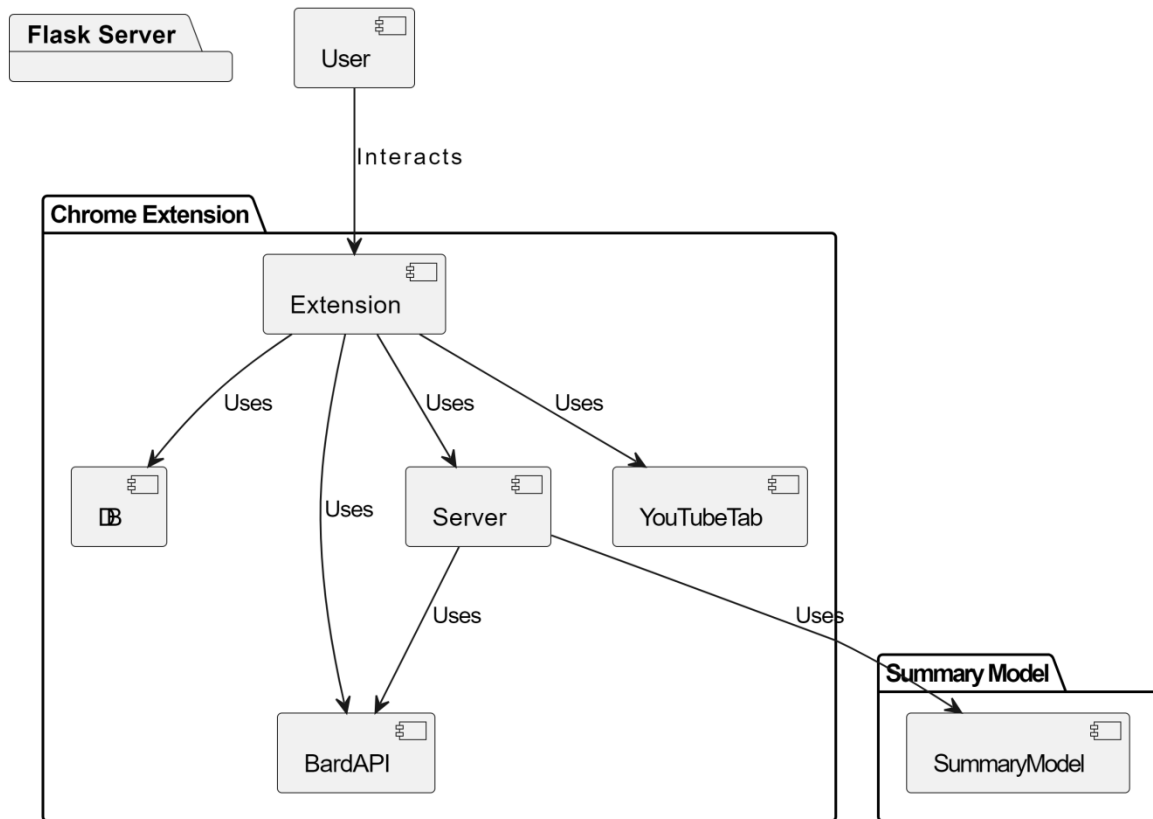 Flask Server
User
Interacts
Chrome Extension
Extension
Uses
Uses
Uses
Uses
DB
Server
YouTubeTab
Uses
Uses
Summary Model
BardAPI
SummaryModel